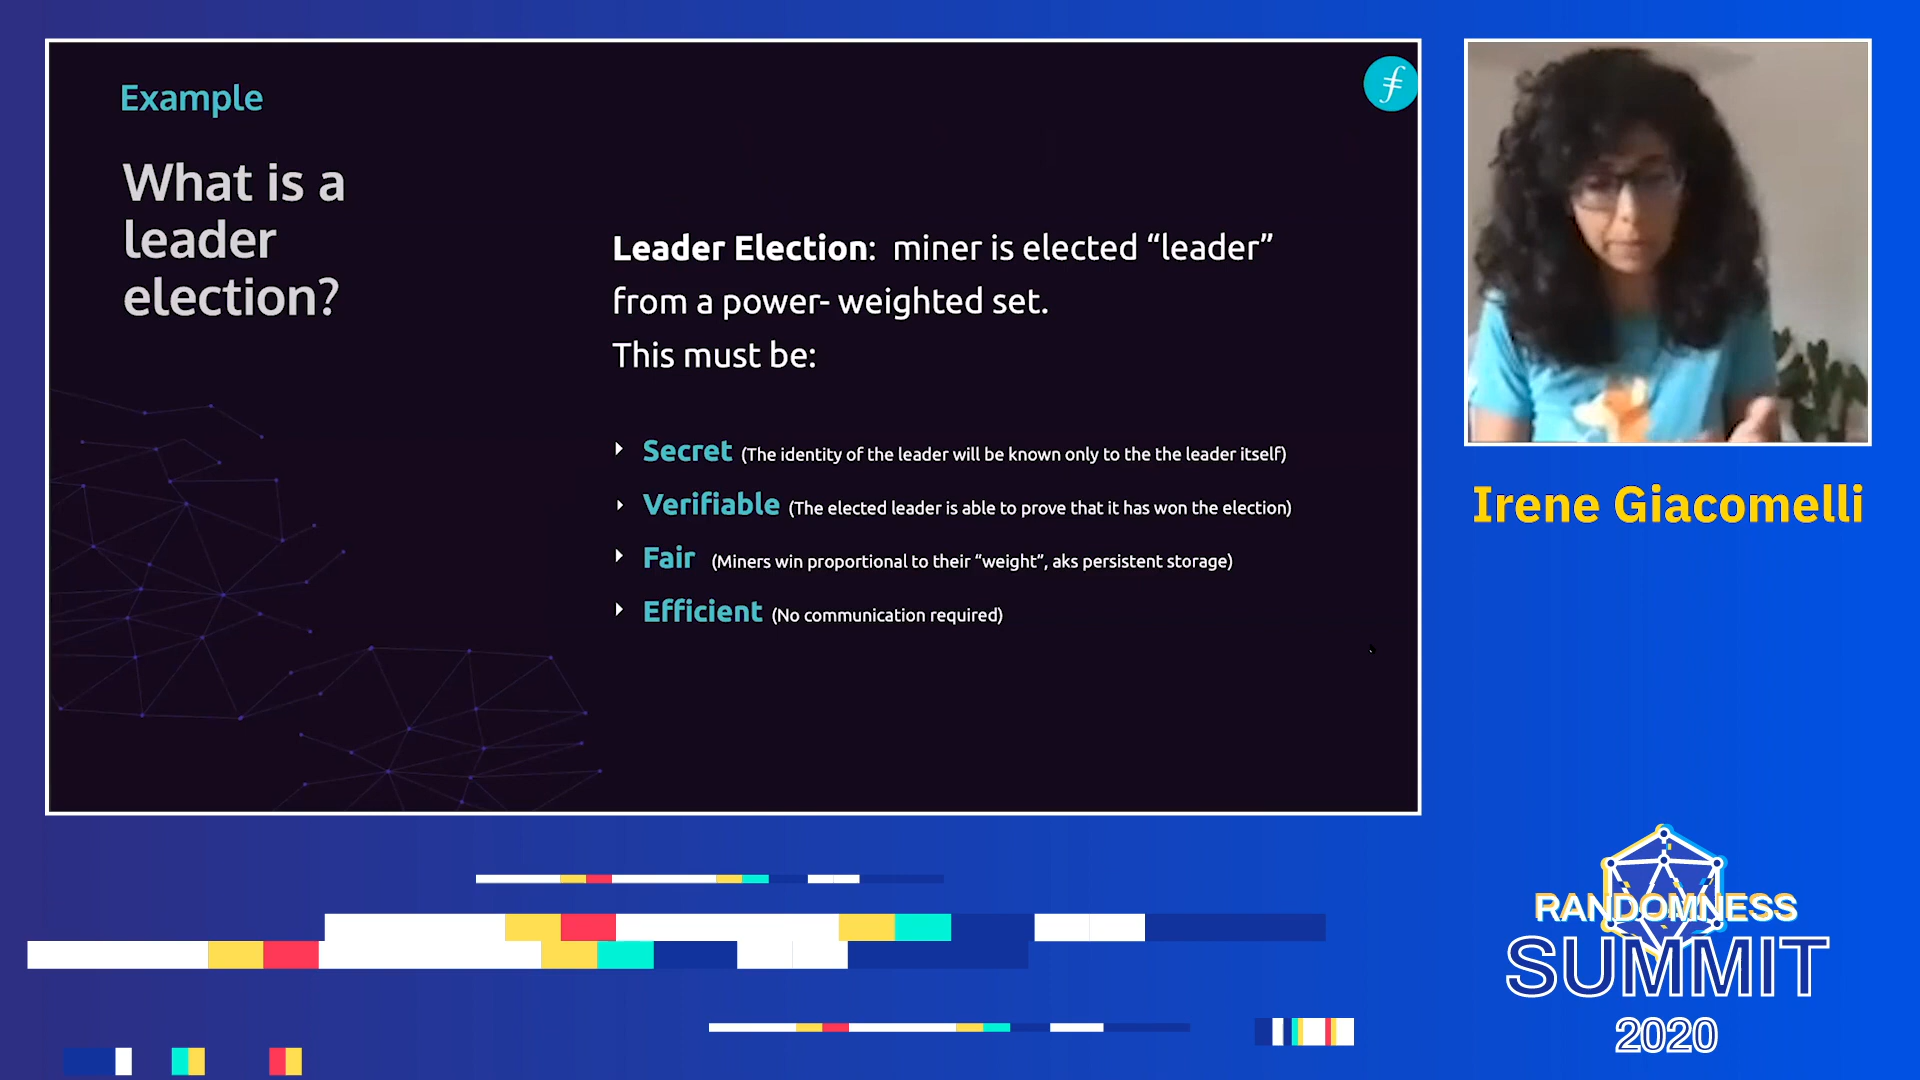 Example
What is a
leader
election?
Leader Election: miner is elected “leader”
from a power- weighted set.
This must be:
Secret (The identity of the leader will be known only to the the leader itself)
Verifiable (The elected leader is able to prove that it has won the election)
Fair (Miners win proportional to their “weight”, aks persistent storage)
Efficient (No communication required)
Irene Giacomelli
RANDOMNESS
SUMMIT
2020